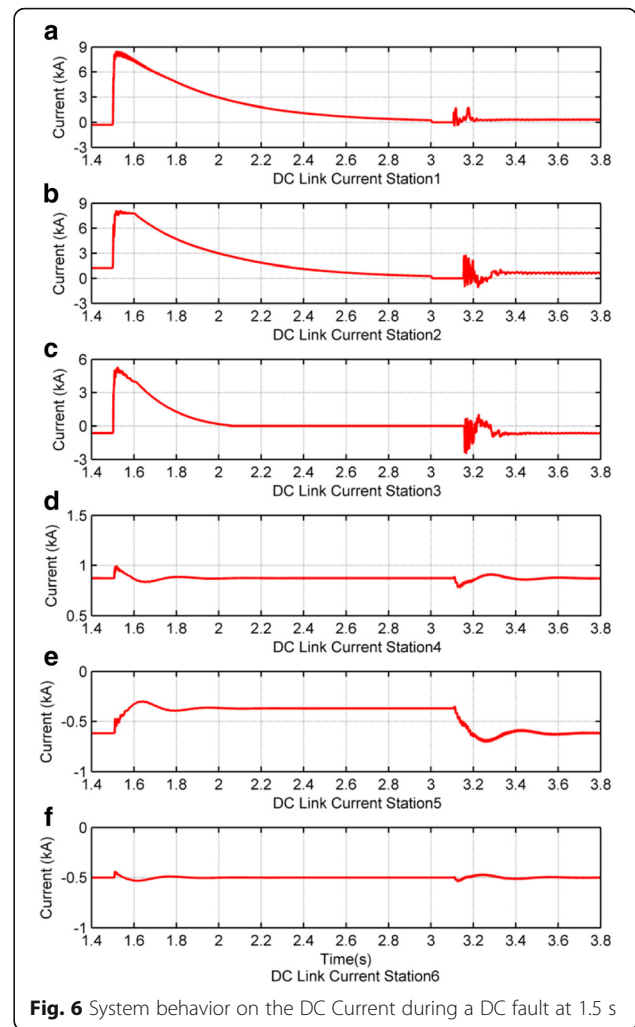 a
9
6
3
0
-3
Current (kA)
1.4 1.6 1.8 2 2.2 2.4 2.6 2.8 3 3.2 3.4 3.6 3.8
DC Link Current Station1
b
9
6
3
0
-3
Current (kA)
1.4 1.6 1.8 2 2.2 2.4 2.6 2.8 3 3.2 3.4 3.6 3.8
DC Link Current Station2
c
6
3
0
-3
Current (kA)
1.4 1.6 1.8 2 2.2 2.4 2.6 2.8 3 3.2 3.4 3.6 3.8
DC Link Current Station3
d
1.5
1
0.5
Current (kA)
1.4 1.6 1.8 2 2.2 2.4 2.6 2.8 3 3.2 3.4 3.6 3.8
DC Link Current Station4
e
0
-0.5
-1
Current (kA)
1.4 1.6 1.8 2 2.2 2.4 2.6 2.8 3 3.2 3.4 3.6 3.8
DC Link Current Station5
f
0
-0.5
-1
Current (kA)
1.4 1.6 1.8 2 2.2 2.4 2.6 2.8 3 3.2 3.4 3.6 3.8
Time(s)
DC Link Current Station6
Fig. 6 System behavior on the DC Current during a DC fault at 1.5 s